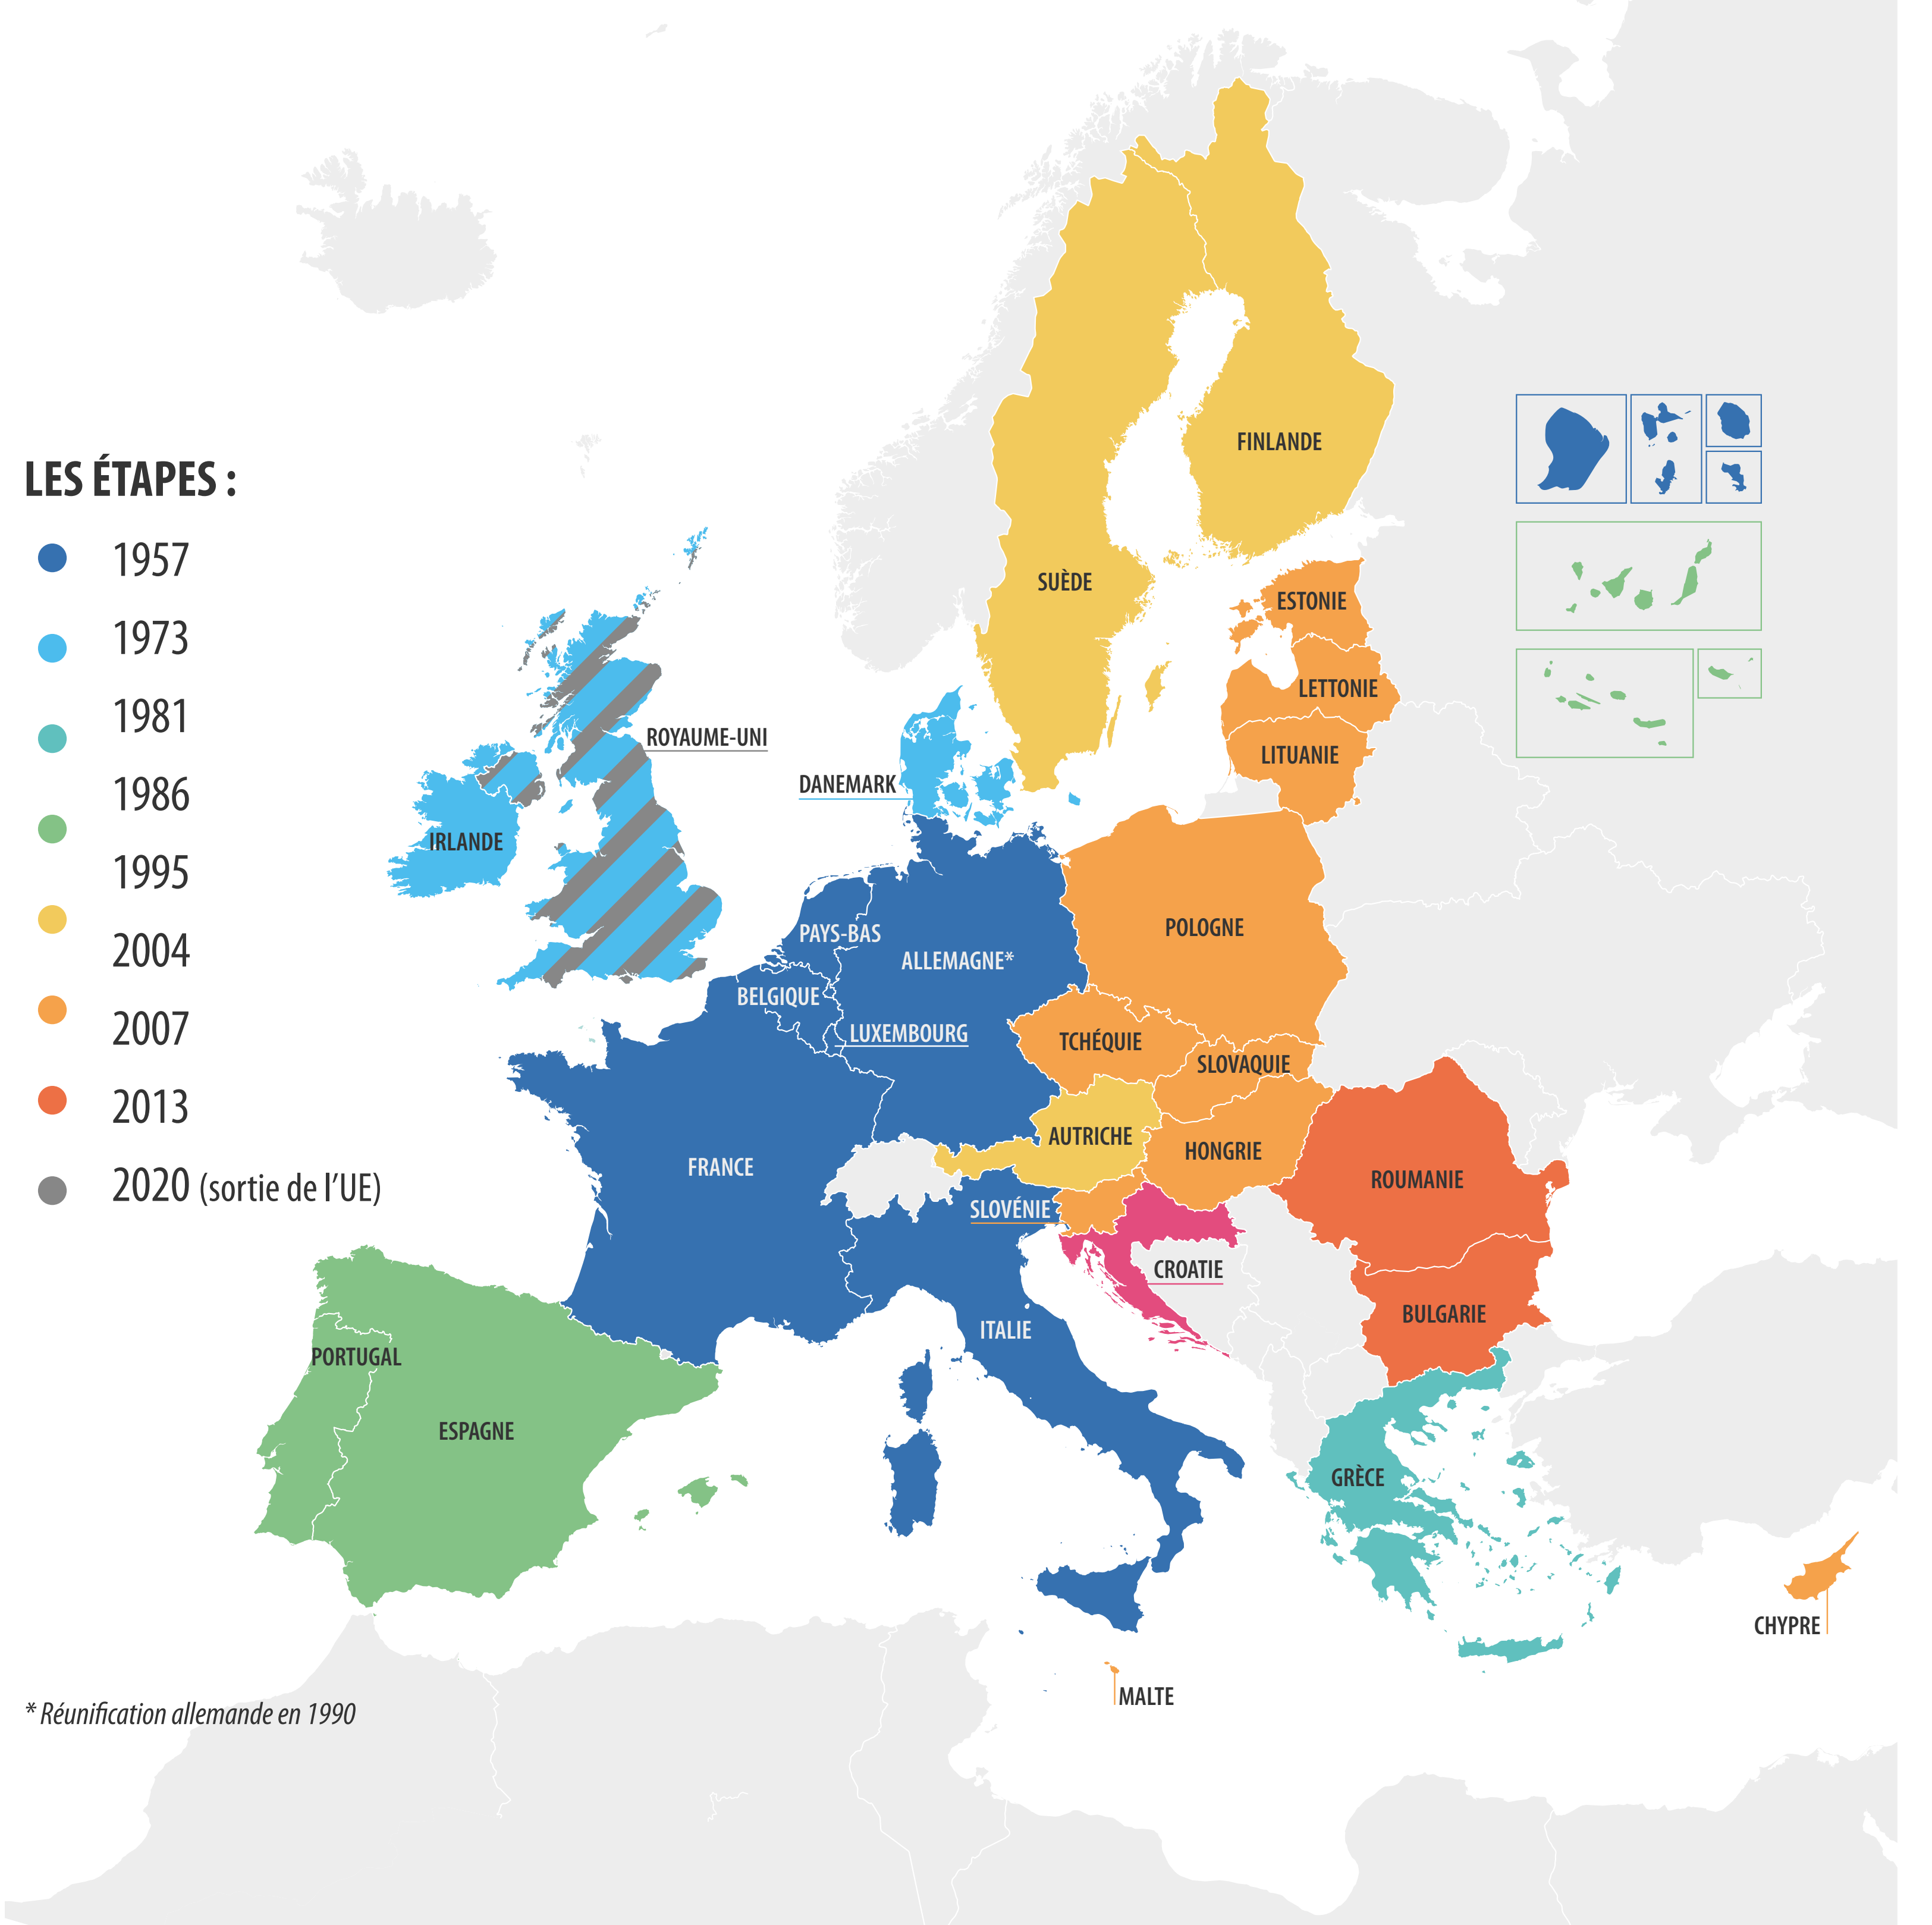 LES ÉTAPES :
1957
1973
1981
1986
1995
2004
2007
2013
2020 (sortie de l'UE)
FINLANDE
SUÈDE
ESTONIE
LETTONIE
LITUANIE
ROYAUME-UNI
DANEMARK
IRLANDE
POLOGNE
PAYS-BAS
ALLEMAGNE*
BELGIQUE
LUXEMBOURG
TCHÉQUIE
SLOVAQUIE
AUTRICHE
HONGRIE
FRANCE
ROUMANIE
SLOVÉNIE
CROATIE
BULGARIE
ITALIE
PORTUGAL
ESPAGNE
GRÈCE
CHYPRE
MALTE
* Réunification allemande en 1990